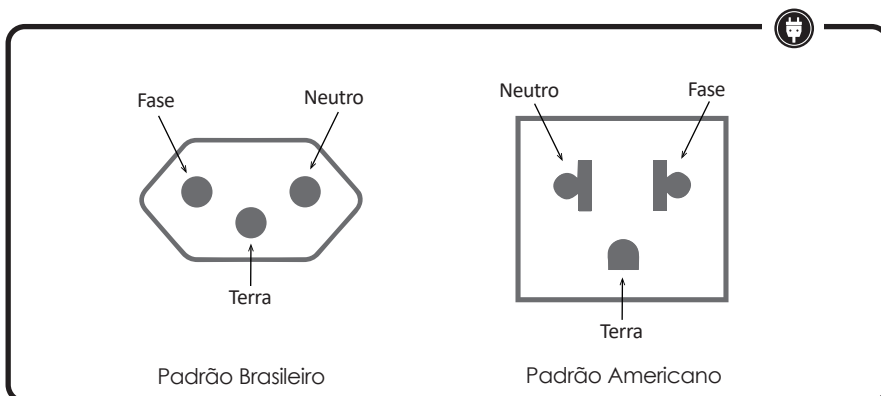 Fase
Neutro
Terra
Padrão Brasileiro
Neutro
Fase
Terra
Padrão Americano